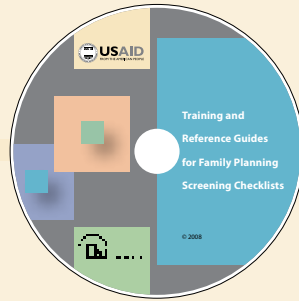 USAID
FROM THE AMERICAN PEOPLE
Training and
Reference Guides
for Family Planning
Screening Checklists
© 2008